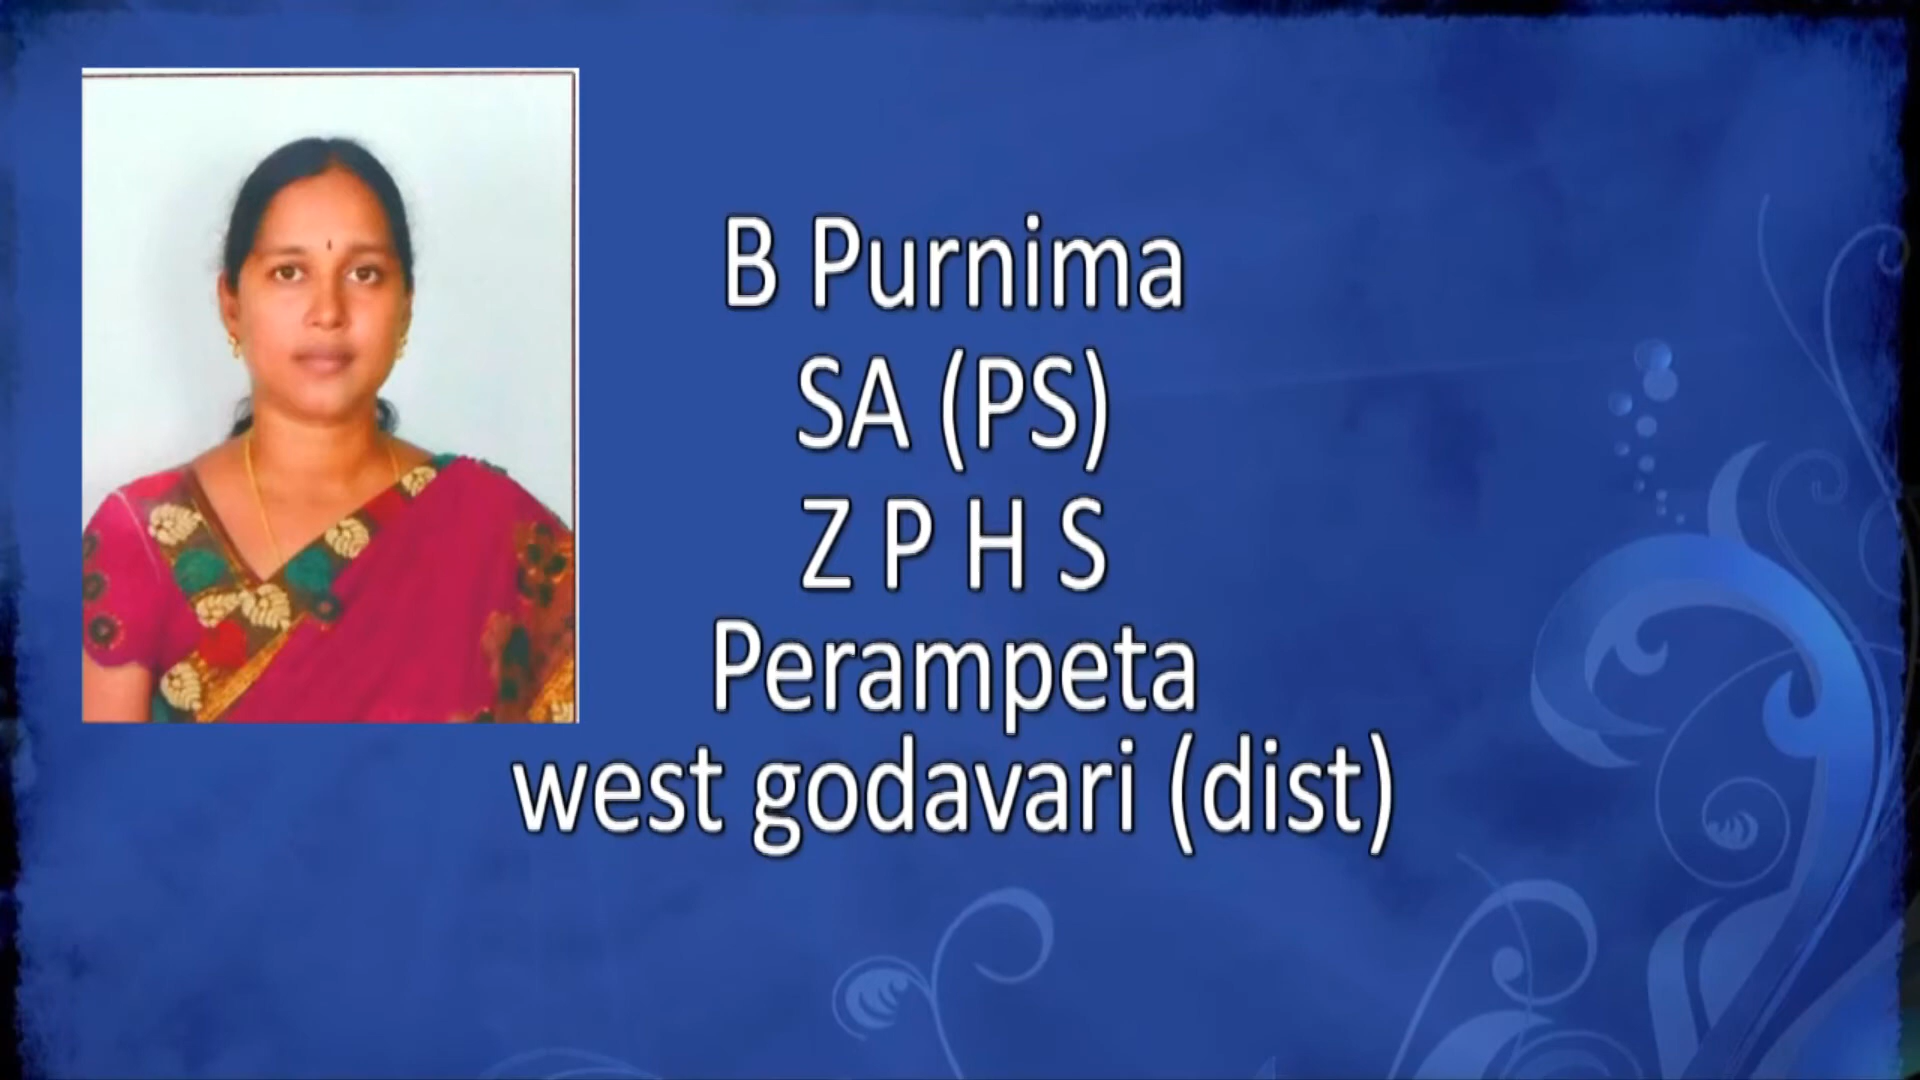 B Purnima
SA (PS)
Z P H S
Perampeta
west godavari (dist)